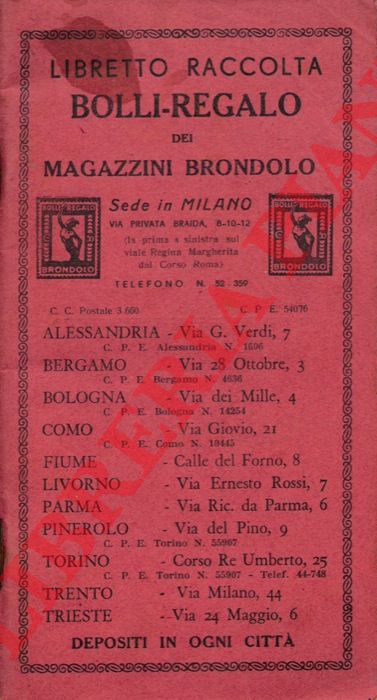 LIBRETTO RACCOLTA
BOLLI-REGALO
DEI
MAGAZZINI BRONDOLO
BOLLI-REGALO
BRONDOLO
Sede in MILANO
VIA PRIVATA BRAIDA, 8-10-12
(la prima a sinistra sul
viale Regina Margherita
dal Corso Roma)
TELEFONO N. 52 359
BOLLI-REGALO
BRONDOLO
C. C. Postale 3 660 C. P. E. 54076
ALESSANDRIA - Via G. Verdi, 7
C. P. E. Alessandria N. 1606
BERGAMO - Via 28 Ottobre, 3
C. P. E. Bergamo N. 4636
BOLOGNA - Via dei Mille, 4
C. P. E. Bologna N. 14254
COMO - Via Giovio, 21
C. P. E. Como N. 10445
FIUME - Calle del Forno, 8
LIVORNO - Via Ernesto Rossi, 7
PARMA - Via Ric. da Parma, 6
PINEROLO - Via del Pino, 9
C. P. E. Torino N. 55907
TORINO - Corso Re Umberto, 25
C. P. E. Torino N. 55907 - Telef. 44-748
TRENTO - Via Milano, 44
TRIESTE - Via 24 Maggio, 6
DEPOSITI IN OGNI CITTÀ